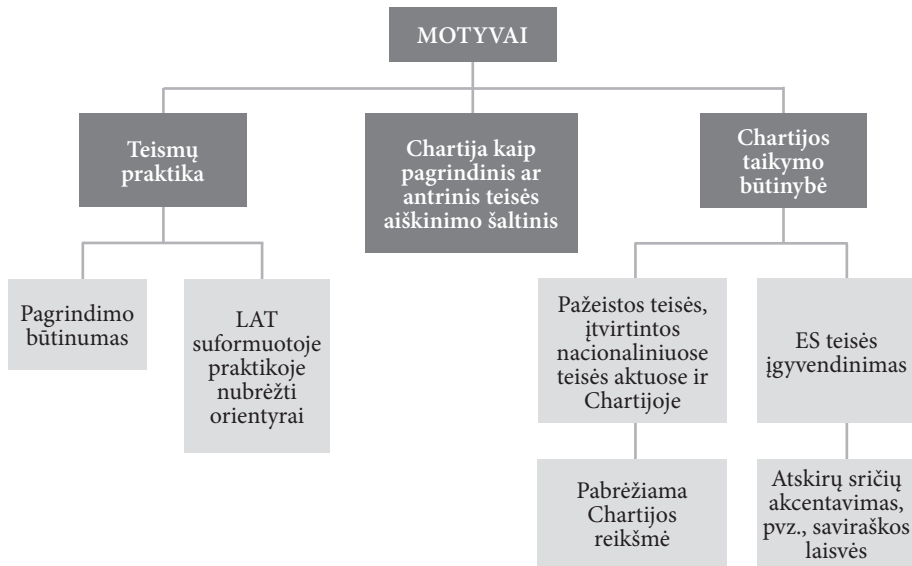 MOTYVAI
Teismų
praktika
Chartija kaip
pagrindinis ar
antrinis teisės
aiškinimo šaltinis
Chartijos
taikymo
būtinybė
Pagrindimo
būtinumas
LAT
suformuotoje
praktikoje
nubrėžti
orientyrai
Pažeistos teisės,
įtvirtintos
nacionaliniuose
teisės aktuose ir
Chartijoje
ES teisės
įgyvendinimas
Pabrėžiama
Chartijos
reikšmė
Atskirų sričių
akcentavimas,
pvz., saviraškos
laisvės